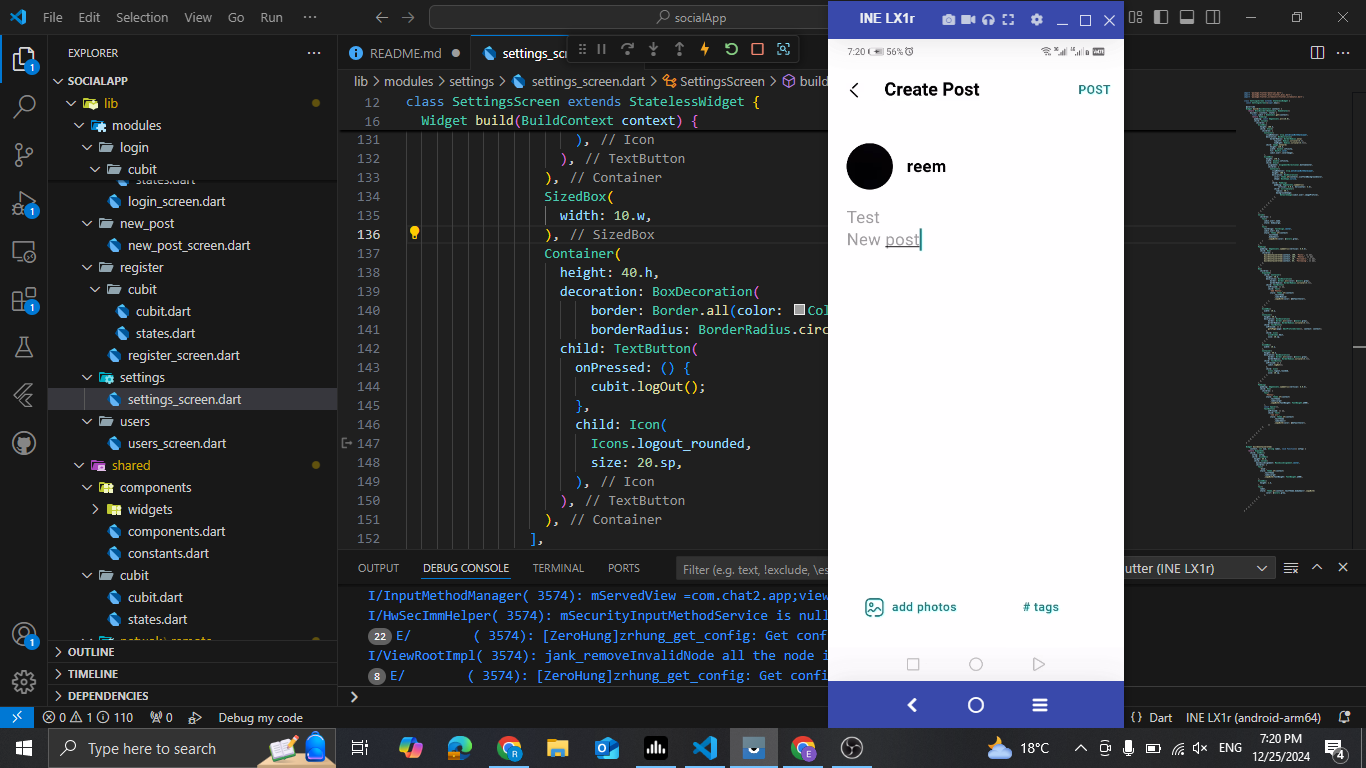 File Edit Selection View Go Run ···
socialApp
INE LX1r
EXPLORER
SOCIALAPP
lib
modules
login
cubit
states.dart
login_screen.dart
new_post
new_post_screen.dart
register
cubit
cubit.dart
states.dart
register_screen.dart
settings
settings_screen.dart
users
users_screen.dart
shared
components
widgets
components.dart
constants.dart
cubit
cubit.dart
states.dart
OUTLINE
TIMELINE
DEPENDENCIES
README.md
settings_sc
lib > modules > settings > settings_screen.dart > SettingsScreen > build
12 class SettingsScreen extends StatelessWidget {
16 Widget build(BuildContext context) {
131 ), // Icon
132 ), // TextButton
133 ), // Container
134 SizedBox(
135 width: 10.w,
136 ), // SizedBox
137 Container(
138 height: 40.h,
139 decoration: BoxDecoration(
140 border: Border.all(color: Col
141 borderRadius: BorderRadius.circ
142 child: TextButton(
143 onPressed: () {
144 cubit.logOut();
145 },
146 child: Icon(
147 Icons.logout_rounded,
148 size: 20.sp,
149 ), // Icon
150 ), // TextButton
151 ), // Container
152 ],
OUTPUT DEBUG CONSOLE TERMINAL PORTS
Filter (e.g. text, !exclude, \es
utter (INE LX1r)
I/InputMethodManager( 3574): mServedView =com.chat2.app;view
I/HwSecImmHelper( 3574): mSecurityInputMethodService is null
22 E/ ( 3574): [ZeroHung]zrhung_get_config: Get conf
I/ViewRootImpl( 3574): jank_removeInvalidNode all the node i
8 E/ ( 3574): [ZeroHung]zrhung_get_config: Get conf
>
7:20 56%
Create Post
POST
reem
Test
New post
add photos
# tags
0 1 110 0 Debug my code
{} Dart INE LX1r (android-arm64)
Type here to search
18°C
ENG
7:20 PM
12/25/2024
4